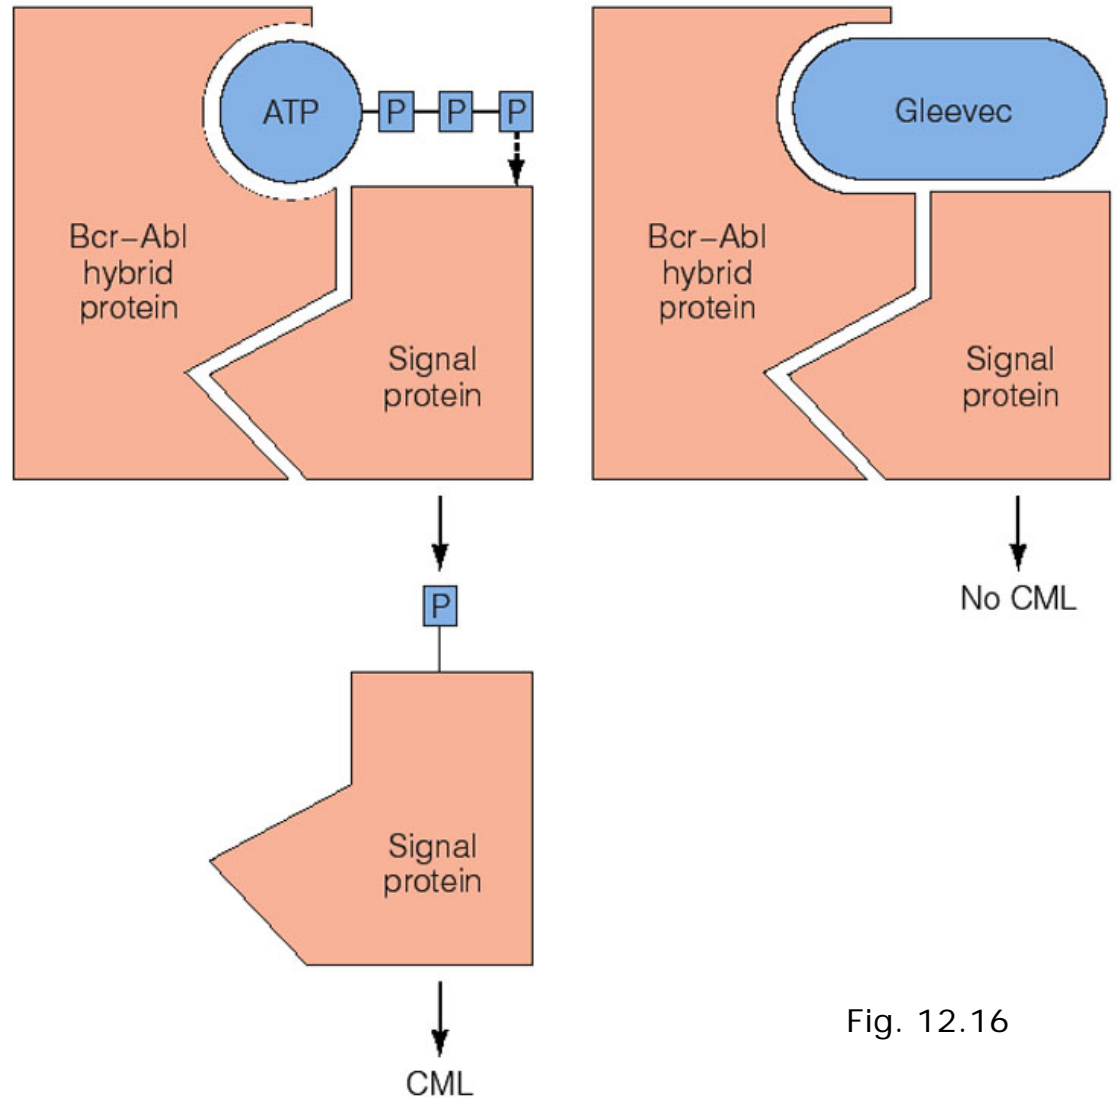 ATP
P
P
P
Bcr–Abl
hybrid
protein
Signal
protein
P
Signal
protein
CML
Gleevec
Bcr–Abl
hybrid
protein
Signal
protein
No CML
Fig. 12.16